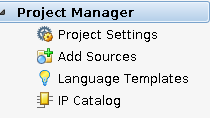 Project Manager
Project Settings
Add Sources
Language Templates
IP Catalog